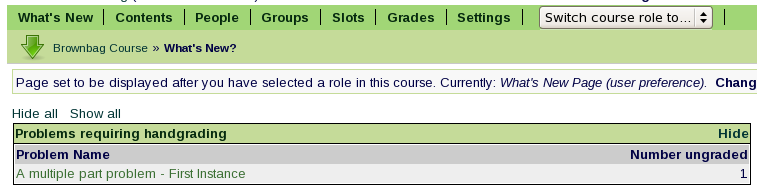 What's New Contents People Groups Slots Grades Settings Switch course role to...
Brownbag Course » What's New?
Page set to be displayed after you have selected a role in this course. Currently: What's New Page (user preference). Chang
Hide all Show all
Problems requiring handgrading Hide
Problem Name Number ungraded
A multiple part problem - First Instance 1